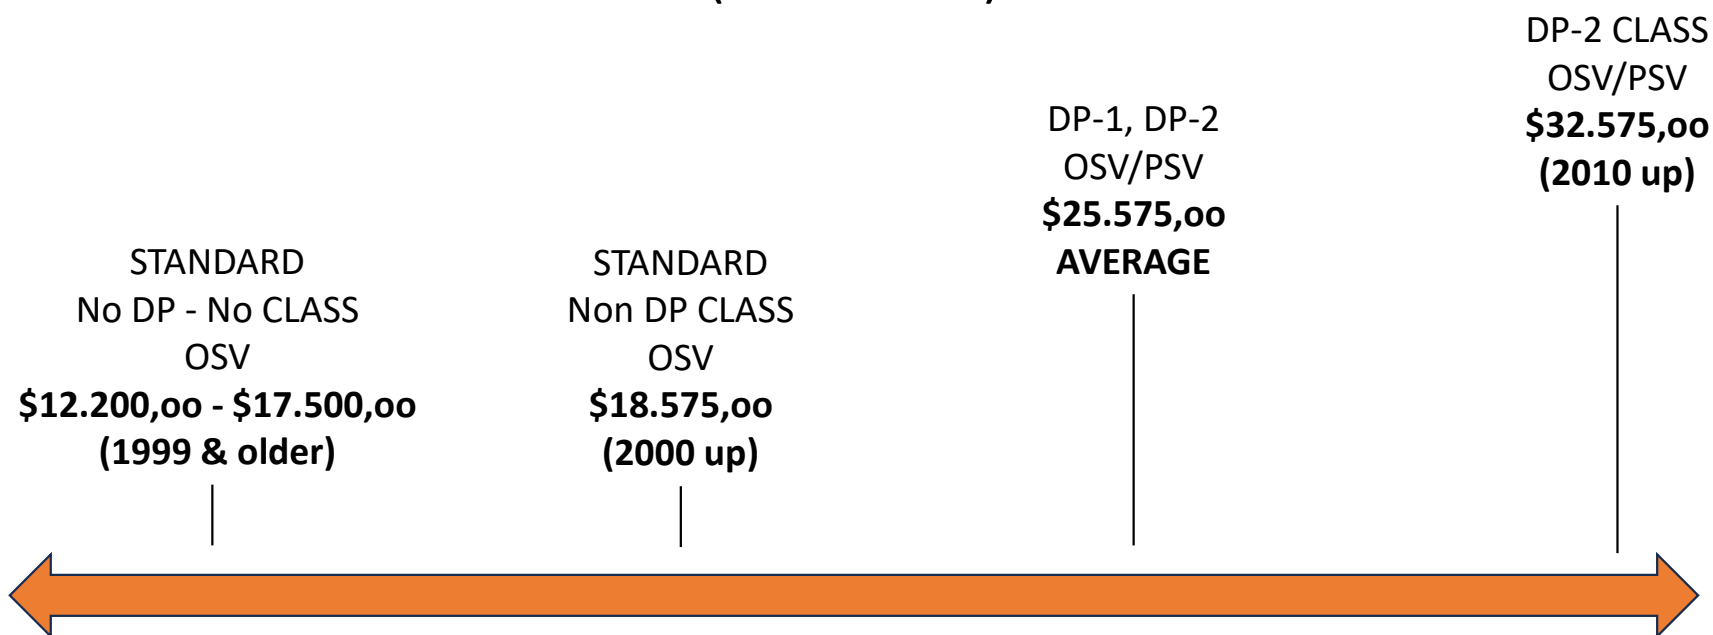 STANDARD
No DP - No CLASS
OSV
$12.200,oo - $17.500,oo
(1999 & older)
STANDARD
Non DP CLASS
OSV
$18.575,oo
(2000 up)
DP-1, DP-2
OSV/PSV
$25.575,oo
AVERAGE
DP-2 CLASS
OSV/PSV
$32.575,oo
(2010 up)